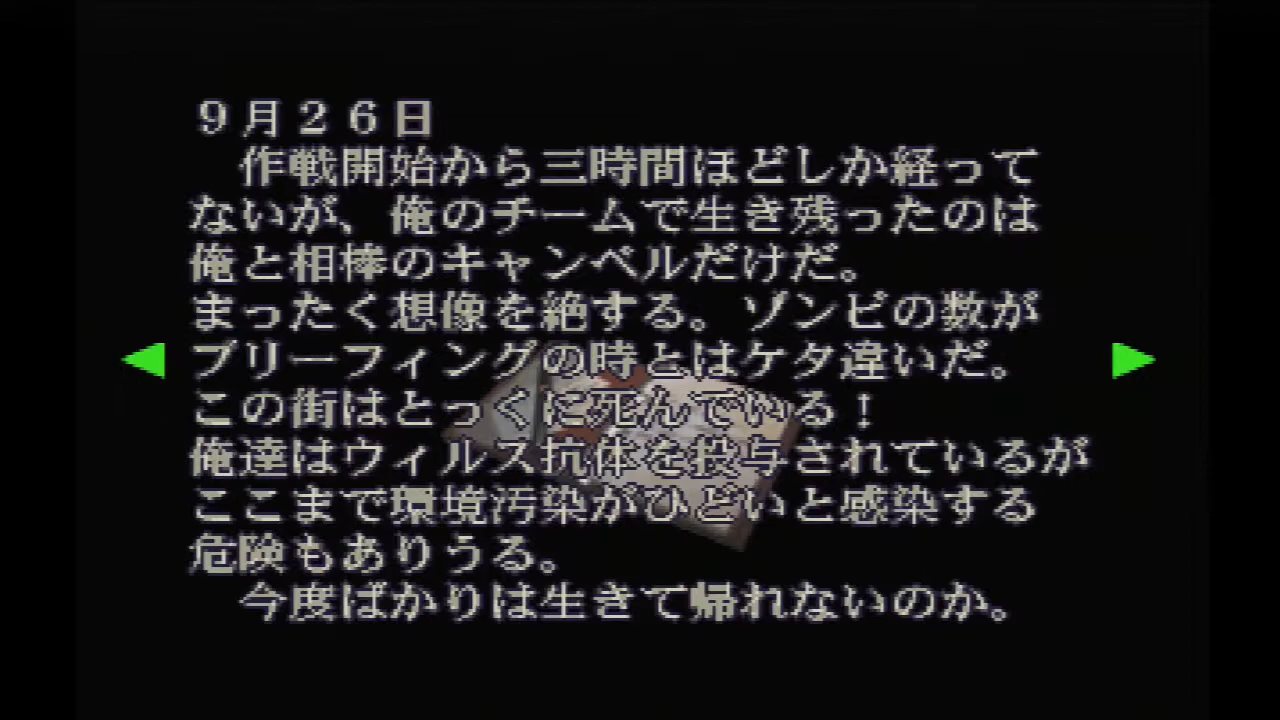 ９月２６日
　作戦開始から三時間ほどしか経って
ないが、俺のチームで生き残ったのは
俺と相棒のキャンベルだけだ。
まったく想像を絶する。ゾンビの数が
ブリーフィングの時とはケタ違いだ。
この街はとっくに死んでいる！
俺達はウィルス抗体を投与されているが
ここまで環境汚染がひどいと感染する
危険もありうる。
　今度ばかりは生きて帰れないのか。